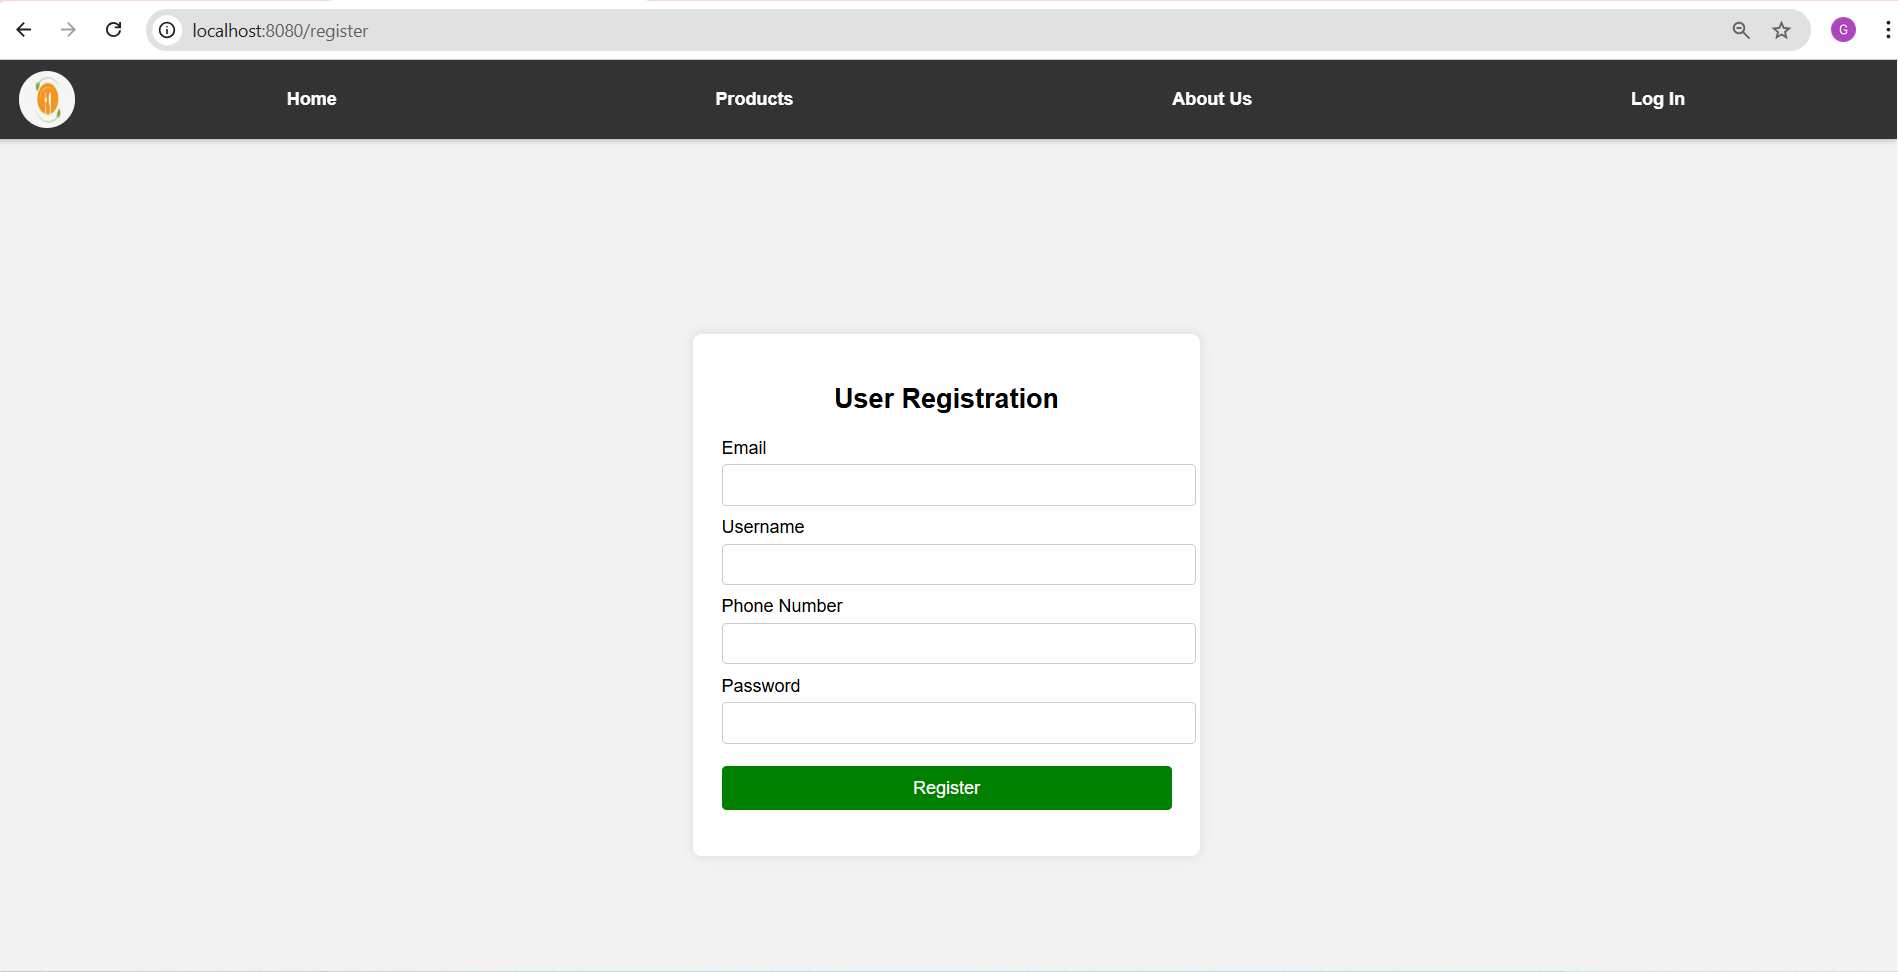 localhost:8080/register
G
Home Products About Us Log In
User Registration
Email
Username
Phone Number
Password
Register